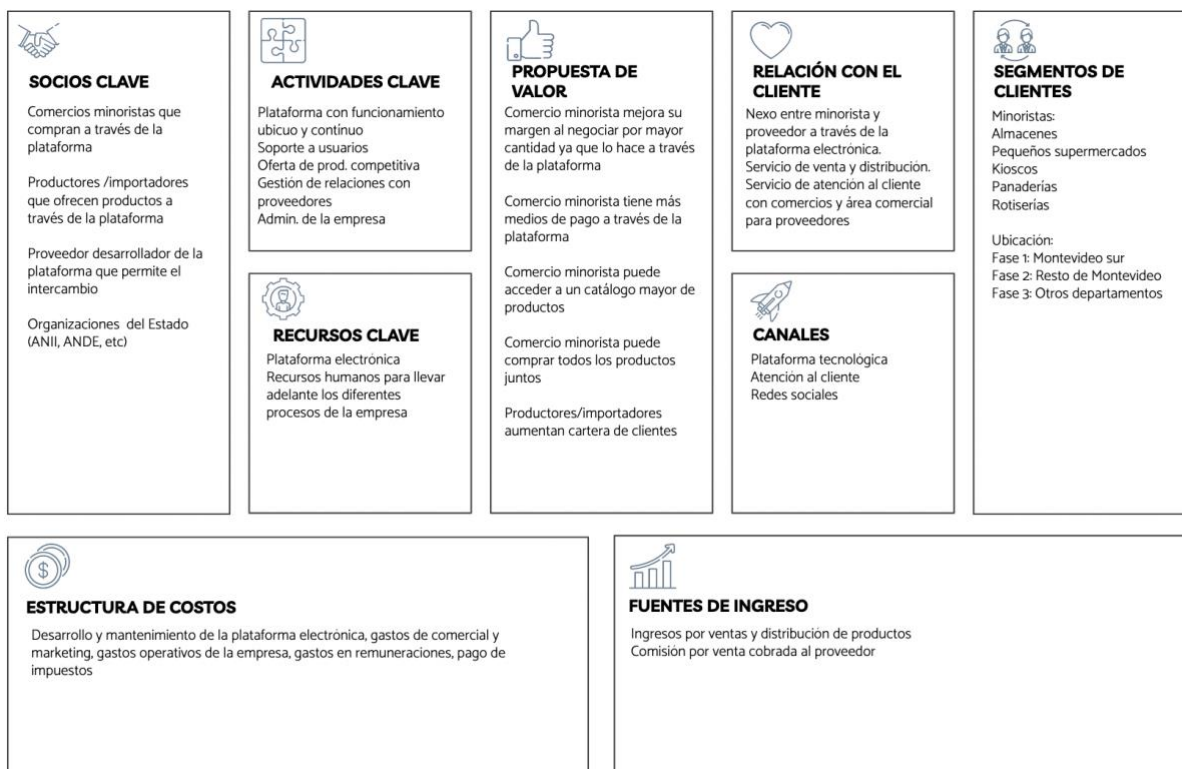 SOCIOS CLAVE
Comercios minoristas que
compran a través de la
plataforma
Productores /importadores
que ofrecen productos a
través de la plataforma
Proveedor desarrollador de la
plataforma que permite el
intercambio
Organizaciones del Estado
(ANII, ANDE, etc)
ACTIVIDADES CLAVE
Plataforma con funcionamiento
ubicuo y contínuo
Soporte a usuarios
Oferta de prod. competitiva
Gestión de relaciones con
proveedores
Admin. de la empresa
RECURSOS CLAVE
Plataforma electrónica
Recursos humanos para llevar
adelante los diferentes
procesos de la empresa
PROPUESTA DE
VALOR
Comercio minorista mejora su
margen al negociar por mayor
cantidad ya que lo hace a través
de la plataforma
Comercio minorista tiene más
medios de pago a través de la
plataforma
Comercio minorista puede
acceder a un catálogo mayor de
productos
Comercio minorista puede
comprar todos los productos
juntos
Productores/importadores
aumentan cartera de clientes
RELACIÓN CON EL
CLIENTE
Nexo entre minorista y
proveedor a través de la
plataforma electrónica.
Servicio de venta y distribución.
Servicio de atención al cliente
con comercios y área comercial
para proveedores
CANALES
Plataforma tecnológica
Atención al cliente
Redes sociales
SEGMENTOS DE
CLIENTES
Minoristas:
Almacenes
Pequeños supermercados
Kioscos
Panaderías
Rotiserías
Ubicación:
Fase 1: Montevideo sur
Fase 2: Resto de Montevideo
Fase 3: Otros departamentos
$
ESTRUCTURA DE COSTOS
Desarrollo y mantenimiento de la plataforma electrónica, gastos de comercial y
marketing, gastos operativos de la empresa, gastos en remuneraciones, pago de
impuestos
FUENTES DE INGRESO
Ingresos por ventas y distribución de productos
Comisión por venta cobrada al proveedor